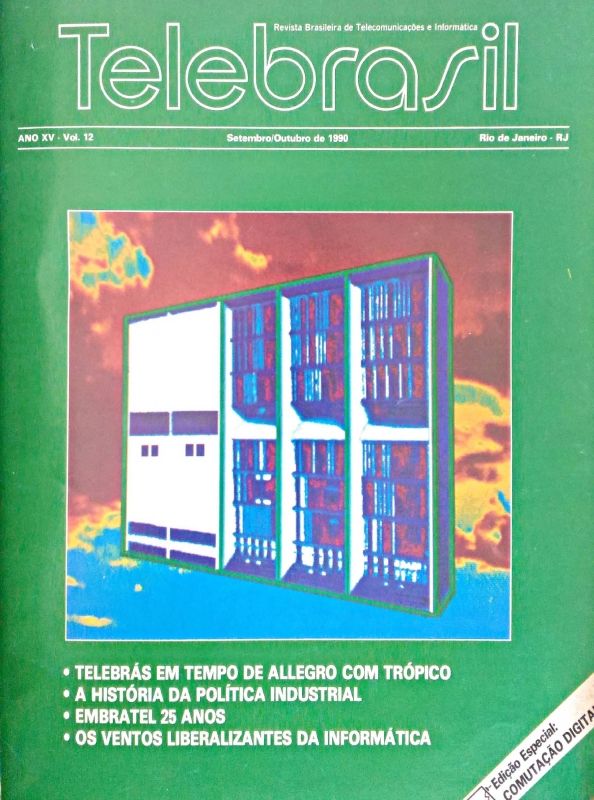 Revista Brasileira de Telecomunicações e Informática
Telebrasil
ANO XV - Vol. 12 Setembro/Outubro de 1990 Rio de Janeiro - RJ
• TELEBRÁS EM TEMPO DE ALLEGRO COM TRÓPICO
• A HISTÓRIA DA POLÍTICA INDUSTRIAL
• EMBRATEL 25 ANOS
• OS VENTOS LIBERALIZANTES DA INFORMÁTICA
Edição Especial:
COMUTAÇÃO DIGITAL